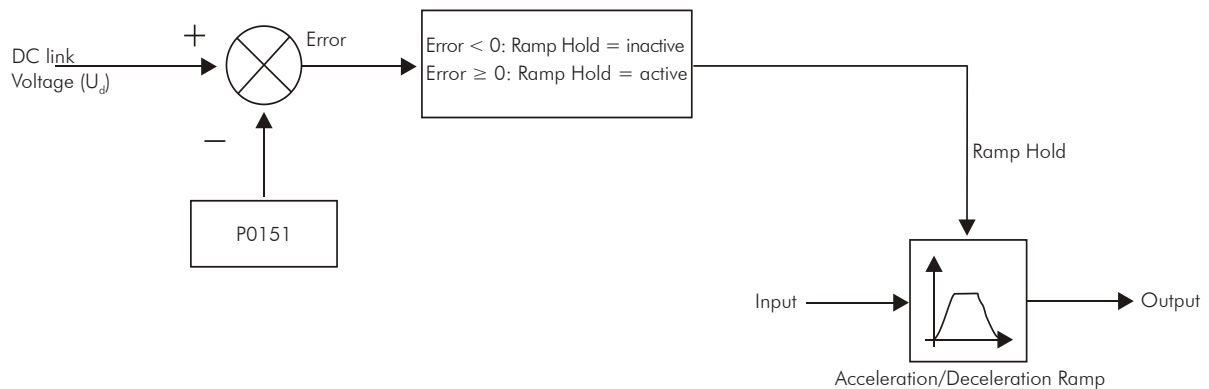 +
Error
DC link
Voltage (U_d)
Error < 0: Ramp Hold = inactive
Error ≥ 0: Ramp Hold = active
−
P0151
Ramp Hold
Input
Output
Acceleration/Deceleration Ramp